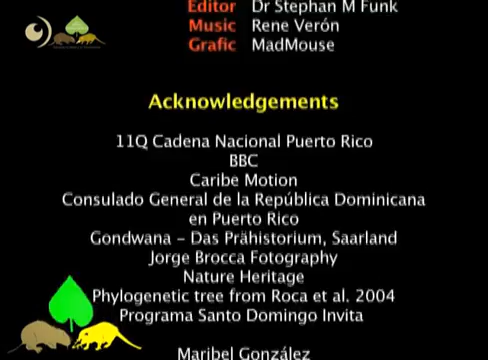 Editor Dr Stephan M Funk
Music Rene Verón
Grafic MadMouse
Acknowledgements
11Q Cadena Nacional Puerto Rico
BBC
Caribe Motion
Consulado General de la República Dominicana
en Puerto Rico
Gondwana – Das Prähistorium, Saarland
Jorge Brocca Fotography
Nature Heritage
Phylogenetic tree from Roca et al. 2004
Programa Santo Domingo Invita
Maribel González